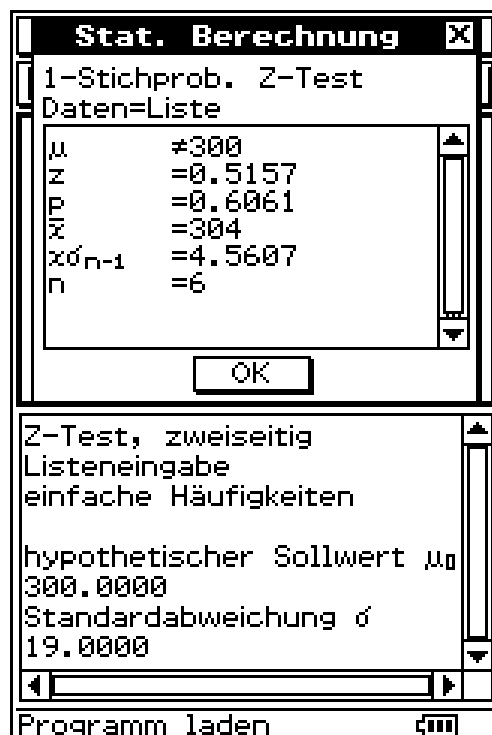 Stat. Berechnung
1-Stichprob. Z-Test
Daten=Liste
μ ≠300
z =0.5157
p =0.6061
x̅ =304
xσn-1 =4.5607
n =6
OK
Z-Test, zweiseitig
Listeneingabe
einfache Häufigkeiten
hypothetischer Sollwert μ0
300.0000
Standardabweichung σ
19.0000
Programm laden